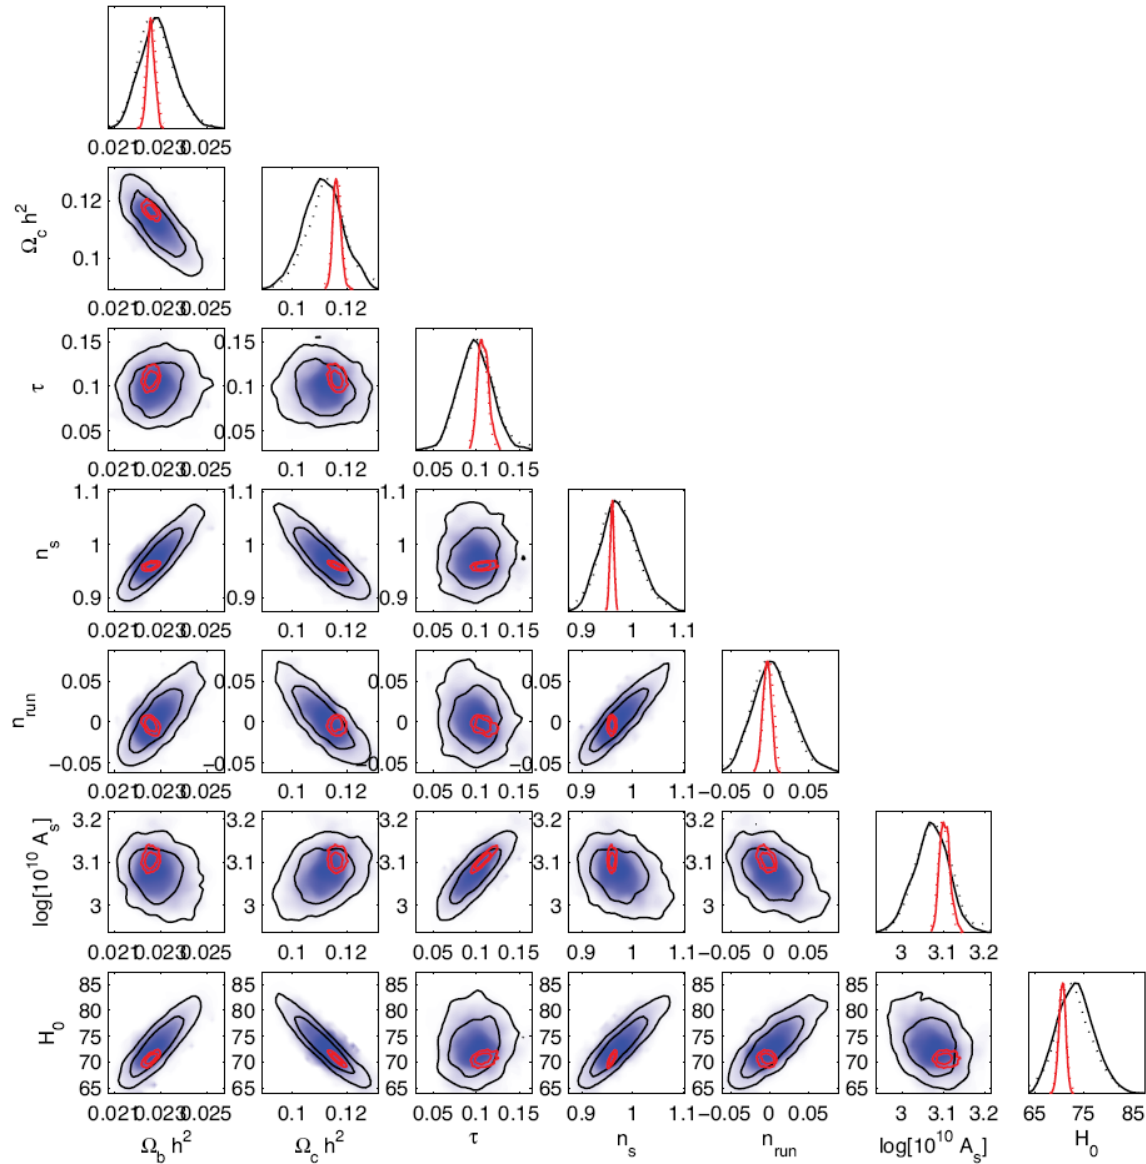 0.021 0.023 0.025
Ω_c h²
0.12
0.1
0.021 0.023 0.025 0.1 0.12
τ
0.15 0.15
0.1 0.1
0.05 0.05
0.021 0.023 0.025 0.1 0.12 0.05 0.1 0.15
n_s
1.1 1.1 1.1
1 1 1
0.9 0.9 0.9
0.021 0.023 0.025 0.1 0.12 0.05 0.1 0.15 0.9 1 1.1
n_run
0.05 0.05 0.05 0.05
0 0 0 0
−0.05 −0.05 −0.05 −0.05
0.021 0.023 0.025 0.1 0.12 0.05 0.1 0.15 0.9 1 1.1 −0.05 0 0.05
log[10¹⁰ A_s]
3.2 3.2 3.2 3.2 3.2
3.1 3.1 3.1 3.1 3.1
3 3 3 3 3
0.021 0.023 0.025 0.1 0.12 0.05 0.1 0.15 0.9 1 1.1 −0.05 0 0.05 3 3.1 3.2
H_0
85 85 85 85 85 85
80 80 80 80 80 80
75 75 75 75 75 75
70 70 70 70 70 70
65 65 65 65 65 65
0.021 0.023 0.025 0.1 0.12 0.05 0.1 0.15 0.9 1 1.1 −0.05 0 0.05 3 3.1 3.2 65 75 85
Ω_b h² Ω_c h² τ n_s n_run log[10¹⁰ A_s] H_0